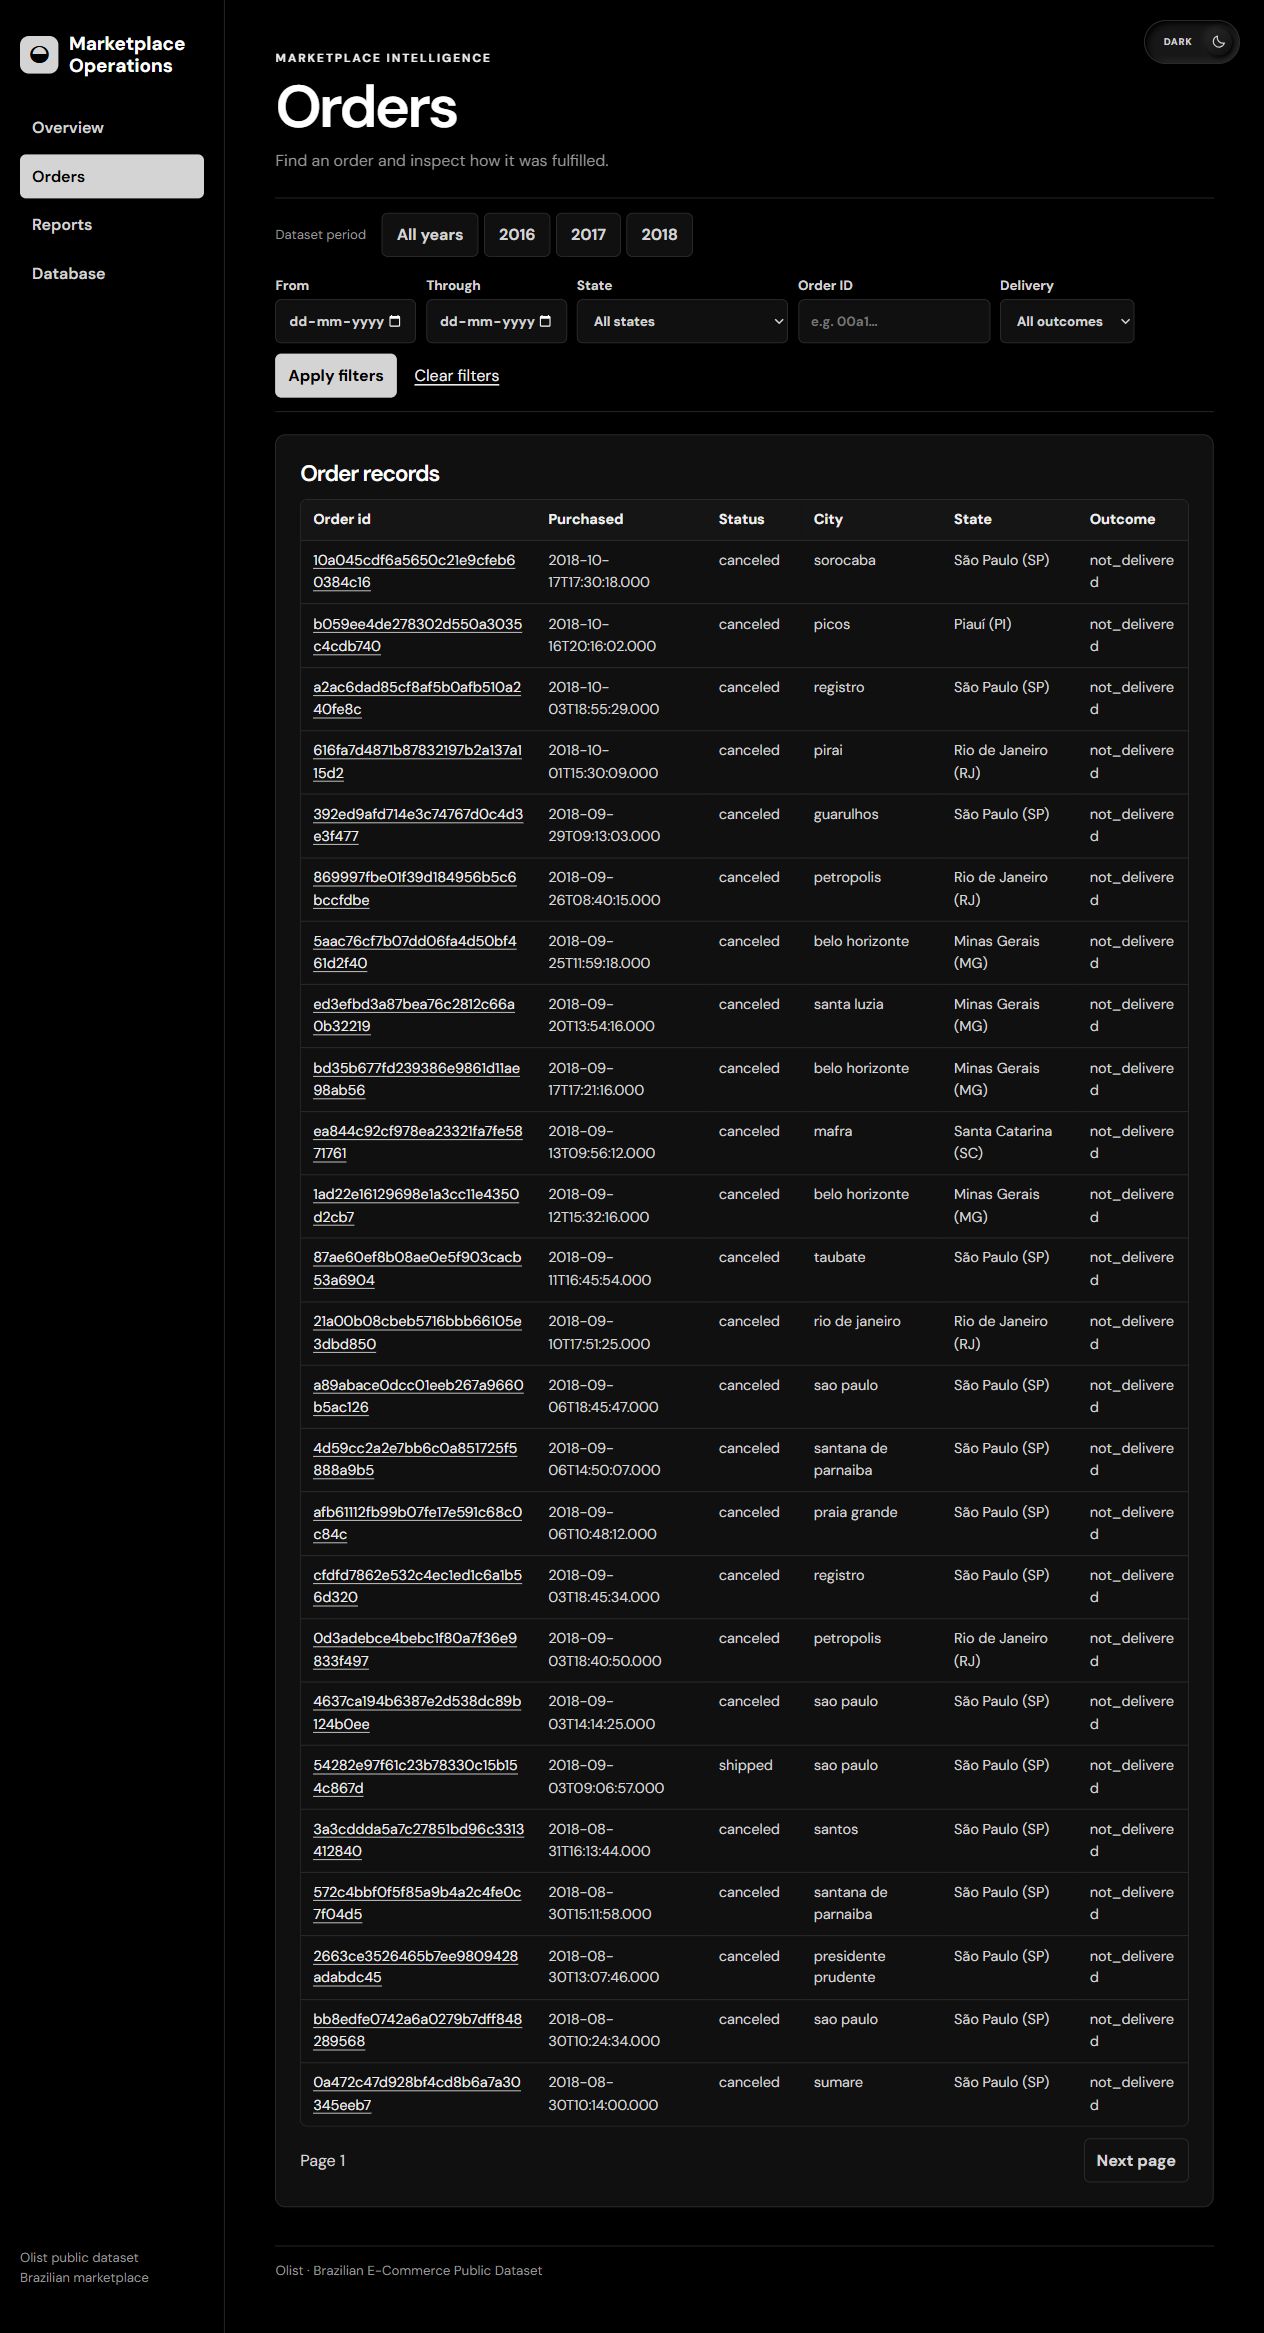 Marketplace
Operations
Overview
Orders
Reports
Database
Olist public dataset
Brazilian marketplace
DARK
MARKETPLACE INTELLIGENCE
Orders
Find an order and inspect how it was fulfilled.
Dataset period All years 2016 2017 2018
From Through State Order ID Delivery
dd-mm-yyyy dd-mm-yyyy All states e.g. 00a1... All outcomes
Apply filters Clear filters
Order records
Order id Purchased Status City State Outcome
10a045cdf6a5650c21e9cfeb6 2018-10- canceled sorocaba São Paulo (SP) not_delivere
0384c16 17T17:30:18.000 d
b059ee4de278302d550a3035 2018-10- canceled picos Piauí (PI) not_delivere
c4cdb740 16T20:16:02.000 d
a2ac6dad85cf8af5b0afb510a2 2018-10- canceled registro São Paulo (SP) not_delivere
40fe8c 03T18:55:29.000 d
616fa7d4871b87832197b2a137a1 2018-10- canceled pirai Rio de Janeiro not_delivere
15d2 01T15:30:09.000 (RJ) d
392ed9afd714e3c74767d0c4d3 2018-09- canceled guarulhos São Paulo (SP) not_delivere
e3f477 29T09:13:03.000 d
869997fbe01f39d184956b5c6 2018-09- canceled petropolis Rio de Janeiro not_delivere
bccfdbe 26T08:40:15.000 (RJ) d
5aac76cf7b07dd06fa4d50bf4 2018-09- canceled belo horizonte Minas Gerais not_delivere
61d2f40 25T11:59:18.000 (MG) d
ed3efbd3a87bea76c2812c66a 2018-09- canceled santa luzia Minas Gerais not_delivere
0b32219 20T13:54:16.000 (MG) d
bd35b677fd239386e9861d11ae 2018-09- canceled belo horizonte Minas Gerais not_delivere
98ab56 17T17:21:16.000 (MG) d
ea844c92cf978ea23321fa7fe58 2018-09- canceled mafra Santa Catarina not_delivere
71761 13T09:56:12.000 (SC) d
1ad22e16129698e1a3cc11e4350 2018-09- canceled belo horizonte Minas Gerais not_delivere
d2cb7 12T15:32:16.000 (MG) d
87ae60ef8b08ae0e5f903cacb 2018-09- canceled taubate São Paulo (SP) not_delivere
53a6904 11T16:45:54.000 d
21a00b08cbeb5716bbb66105e 2018-09- canceled rio de janeiro Rio de Janeiro not_delivere
3dbd850 10T17:51:25.000 (RJ) d
a89abace0dcc01eeb267a9660 2018-09- canceled sao paulo São Paulo (SP) not_delivere
b5ac126 06T18:45:47.000 d
4d59cc2a2e7bb6c0a851725f5 2018-09- canceled santana de São Paulo (SP) not_delivere
888a9b5 06T14:50:07.000 parnaiba d
afb61112fb99b07fe17e591c68c0 2018-09- canceled praia grande São Paulo (SP) not_delivere
c84c 06T10:48:12.000 d
cfdfd7862e532c4ec1ed1c6a1b5 2018-09- canceled registro São Paulo (SP) not_delivere
6d320 03T18:45:34.000 d
0d3adebce4bebc1f80a7f36e9 2018-09- canceled petropolis Rio de Janeiro not_delivere
833f497 03T18:40:50.000 (RJ) d
4637ca194b6387e2d538dc89b 2018-09- canceled sao paulo São Paulo (SP) not_delivere
124b0ee 03T14:14:25.000 d
54282e97f61c23b78330c15b15 2018-09- shipped sao paulo São Paulo (SP) not_delivere
4c867d 03T09:06:57.000 d
3a3cddda5a7c27851bd96c3313 2018-08- canceled santos São Paulo (SP) not_delivere
412840 31T16:13:44.000 d
572c4bbf0f5f85a9b4a2c4fe0c 2018-08- canceled santana de São Paulo (SP) not_delivere
7f04d5 30T15:11:58.000 parnaiba d
2663ce3526465b7ee9809428 2018-08- canceled presidente São Paulo (SP) not_delivere
adabdc45 30T13:07:46.000 prudente d
bb8edfe0742a6a0279b7dff848 2018-08- canceled sao paulo São Paulo (SP) not_delivere
289568 30T10:24:34.000 d
0a472c47d928bf4cd8b6a7a30 2018-08- canceled sumare São Paulo (SP) not_delivere
345eeb7 30T10:14:00.000 d
Page 1 Next page
Olist · Brazilian E-Commerce Public Dataset